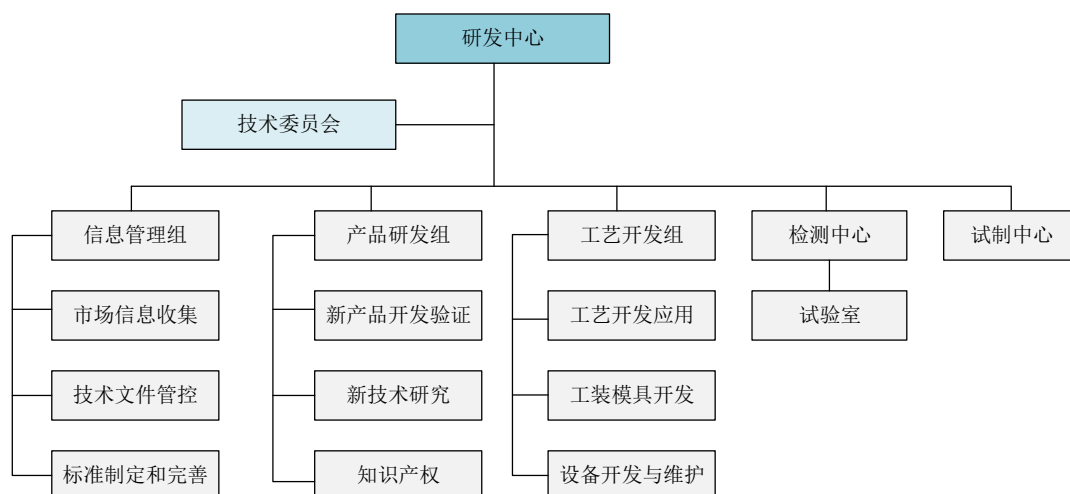 研发中心
技术委员会
信息管理组
产品研发组
工艺开发组
检测中心
试制中心
市场信息收集
新产品开发验证
工艺开发应用
试验室
技术文件管控
新技术研究
工装模具开发
标准制定和完善
知识产权
设备开发与维护